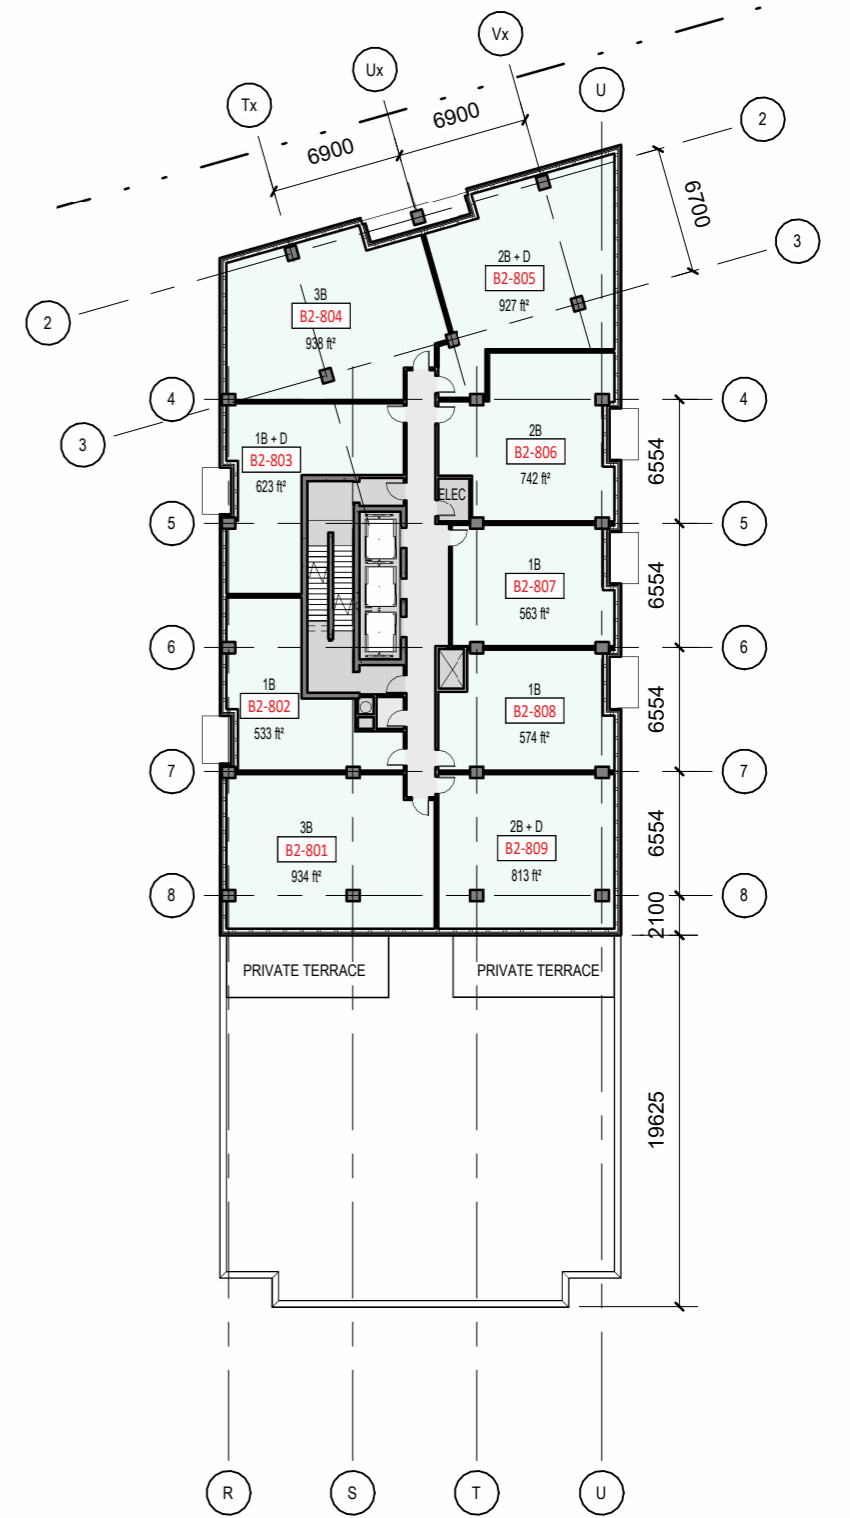 Vx
Ux
U
Tx
2
6900
6900
6700
3
2B + D
B2-805
927 ft²
3B
B2-804
938 ft²
2
4
4
3
1B + D
B2-803
623 ft²
2B
B2-806
742 ft²
6554
ELEC
5
5
1B
B2-807
563 ft²
6554
6
6
1B
B2-802
533 ft²
1B
B2-808
574 ft²
6554
7
7
3B
B2-801
934 ft²
2B + D
B2-809
813 ft²
6554
8
8
2100
PRIVATE TERRACE
PRIVATE TERRACE
19625
R
S
T
U